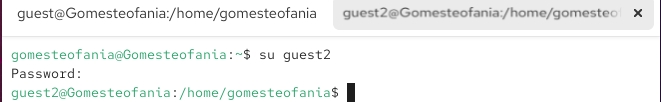 guest@Gomesteofania:/home/gomesteofania
guest2@Gomesteofania:/home/gomesteo
gomesteofania@Gomesteofania:~$ su guest2
Password:
guest2@Gomesteofania:/home/gomesteofania$